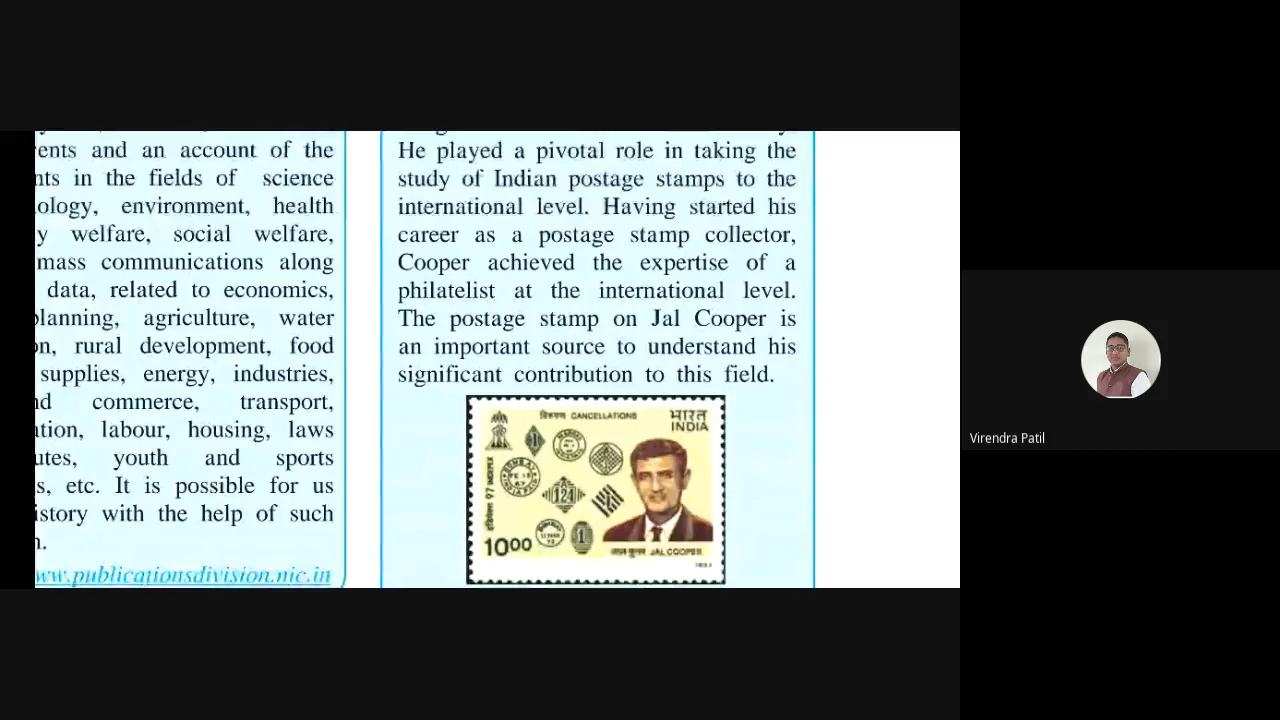 ents and an account of the
nts in the fields of science
ology, environment, health
y welfare, social welfare,
mass communications along
data, related to economics,
planning, agriculture, water
on, rural development, food
supplies, energy, industries,
nd commerce, transport,
ation, labour, housing, laws
utes, youth and sports
s, etc. It is possible for us
istory with the help of such
n.
ww.publicationsdivision.nic.in
He played a pivotal role in taking the
study of Indian postage stamps to the
international level. Having started his
career as a postage stamp collector,
Cooper achieved the expertise of a
philatelist at the international level.
The postage stamp on Jal Cooper is
an important source to understand his
significant contribution to this field.
विरूपण CANCELLATIONS
भारत
INDIA
INDEPEX 97
124
1
1000
जाल कूपर JAL COOPER
Virendra Patil